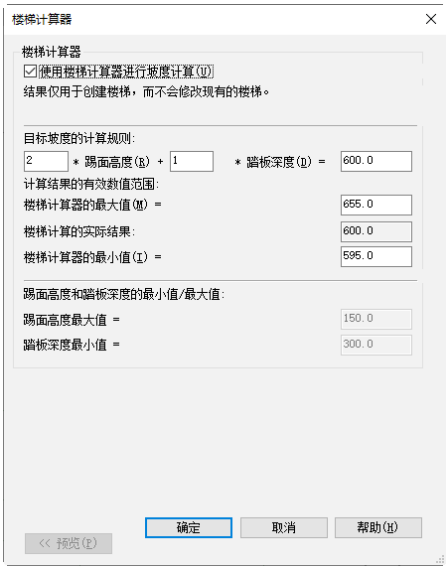 楼梯计算器
楼梯计算器
使用楼梯计算器进行坡度计算(U)
结果仅用于创建楼梯，而不会修改现有的楼梯。
目标坡度的计算规则:
2 * 踢面高度(R) + 1 * 踏板深度(D) = 600.0
计算结果的有效数值范围:
楼梯计算器的最大值(M) = 655.0
楼梯计算的实际结果: 600.0
楼梯计算器的最小值(I) = 595.0
踢面高度和踏板深度的最小值/最大值:
踢面高度最大值 = 150.0
踏板深度最小值 = 300.0
确定 取消 帮助(H)
<< 预览(P)